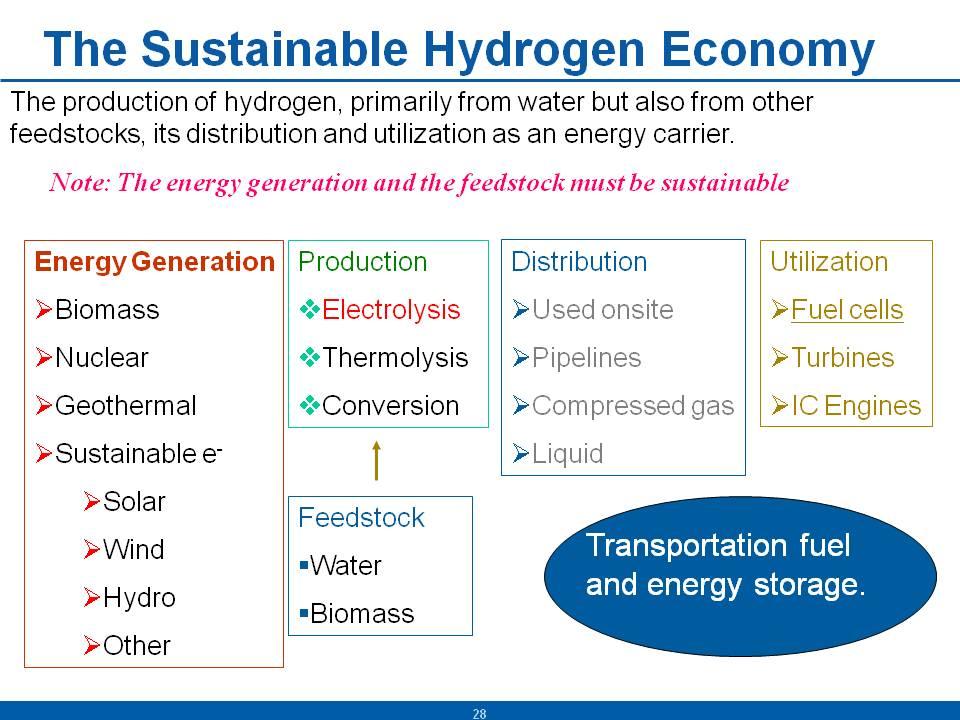 The Sustainable Hydrogen Economy
The production of hydrogen, primarily from water but also from other
feedstocks, its distribution and utilization as an energy carrier.
Note: The energy generation and the feedstock must be sustainable
Energy Generation
Biomass
Nuclear
Geothermal
Sustainable e-
Solar
Wind
Hydro
Other
Production
Electrolysis
Thermolysis
Conversion
Feedstock
Water
Biomass
Distribution
Used onsite
Pipelines
Compressed gas
Liquid
Utilization
Fuel cells
Turbines
IC Engines
Transportation fuel
and energy storage.
28